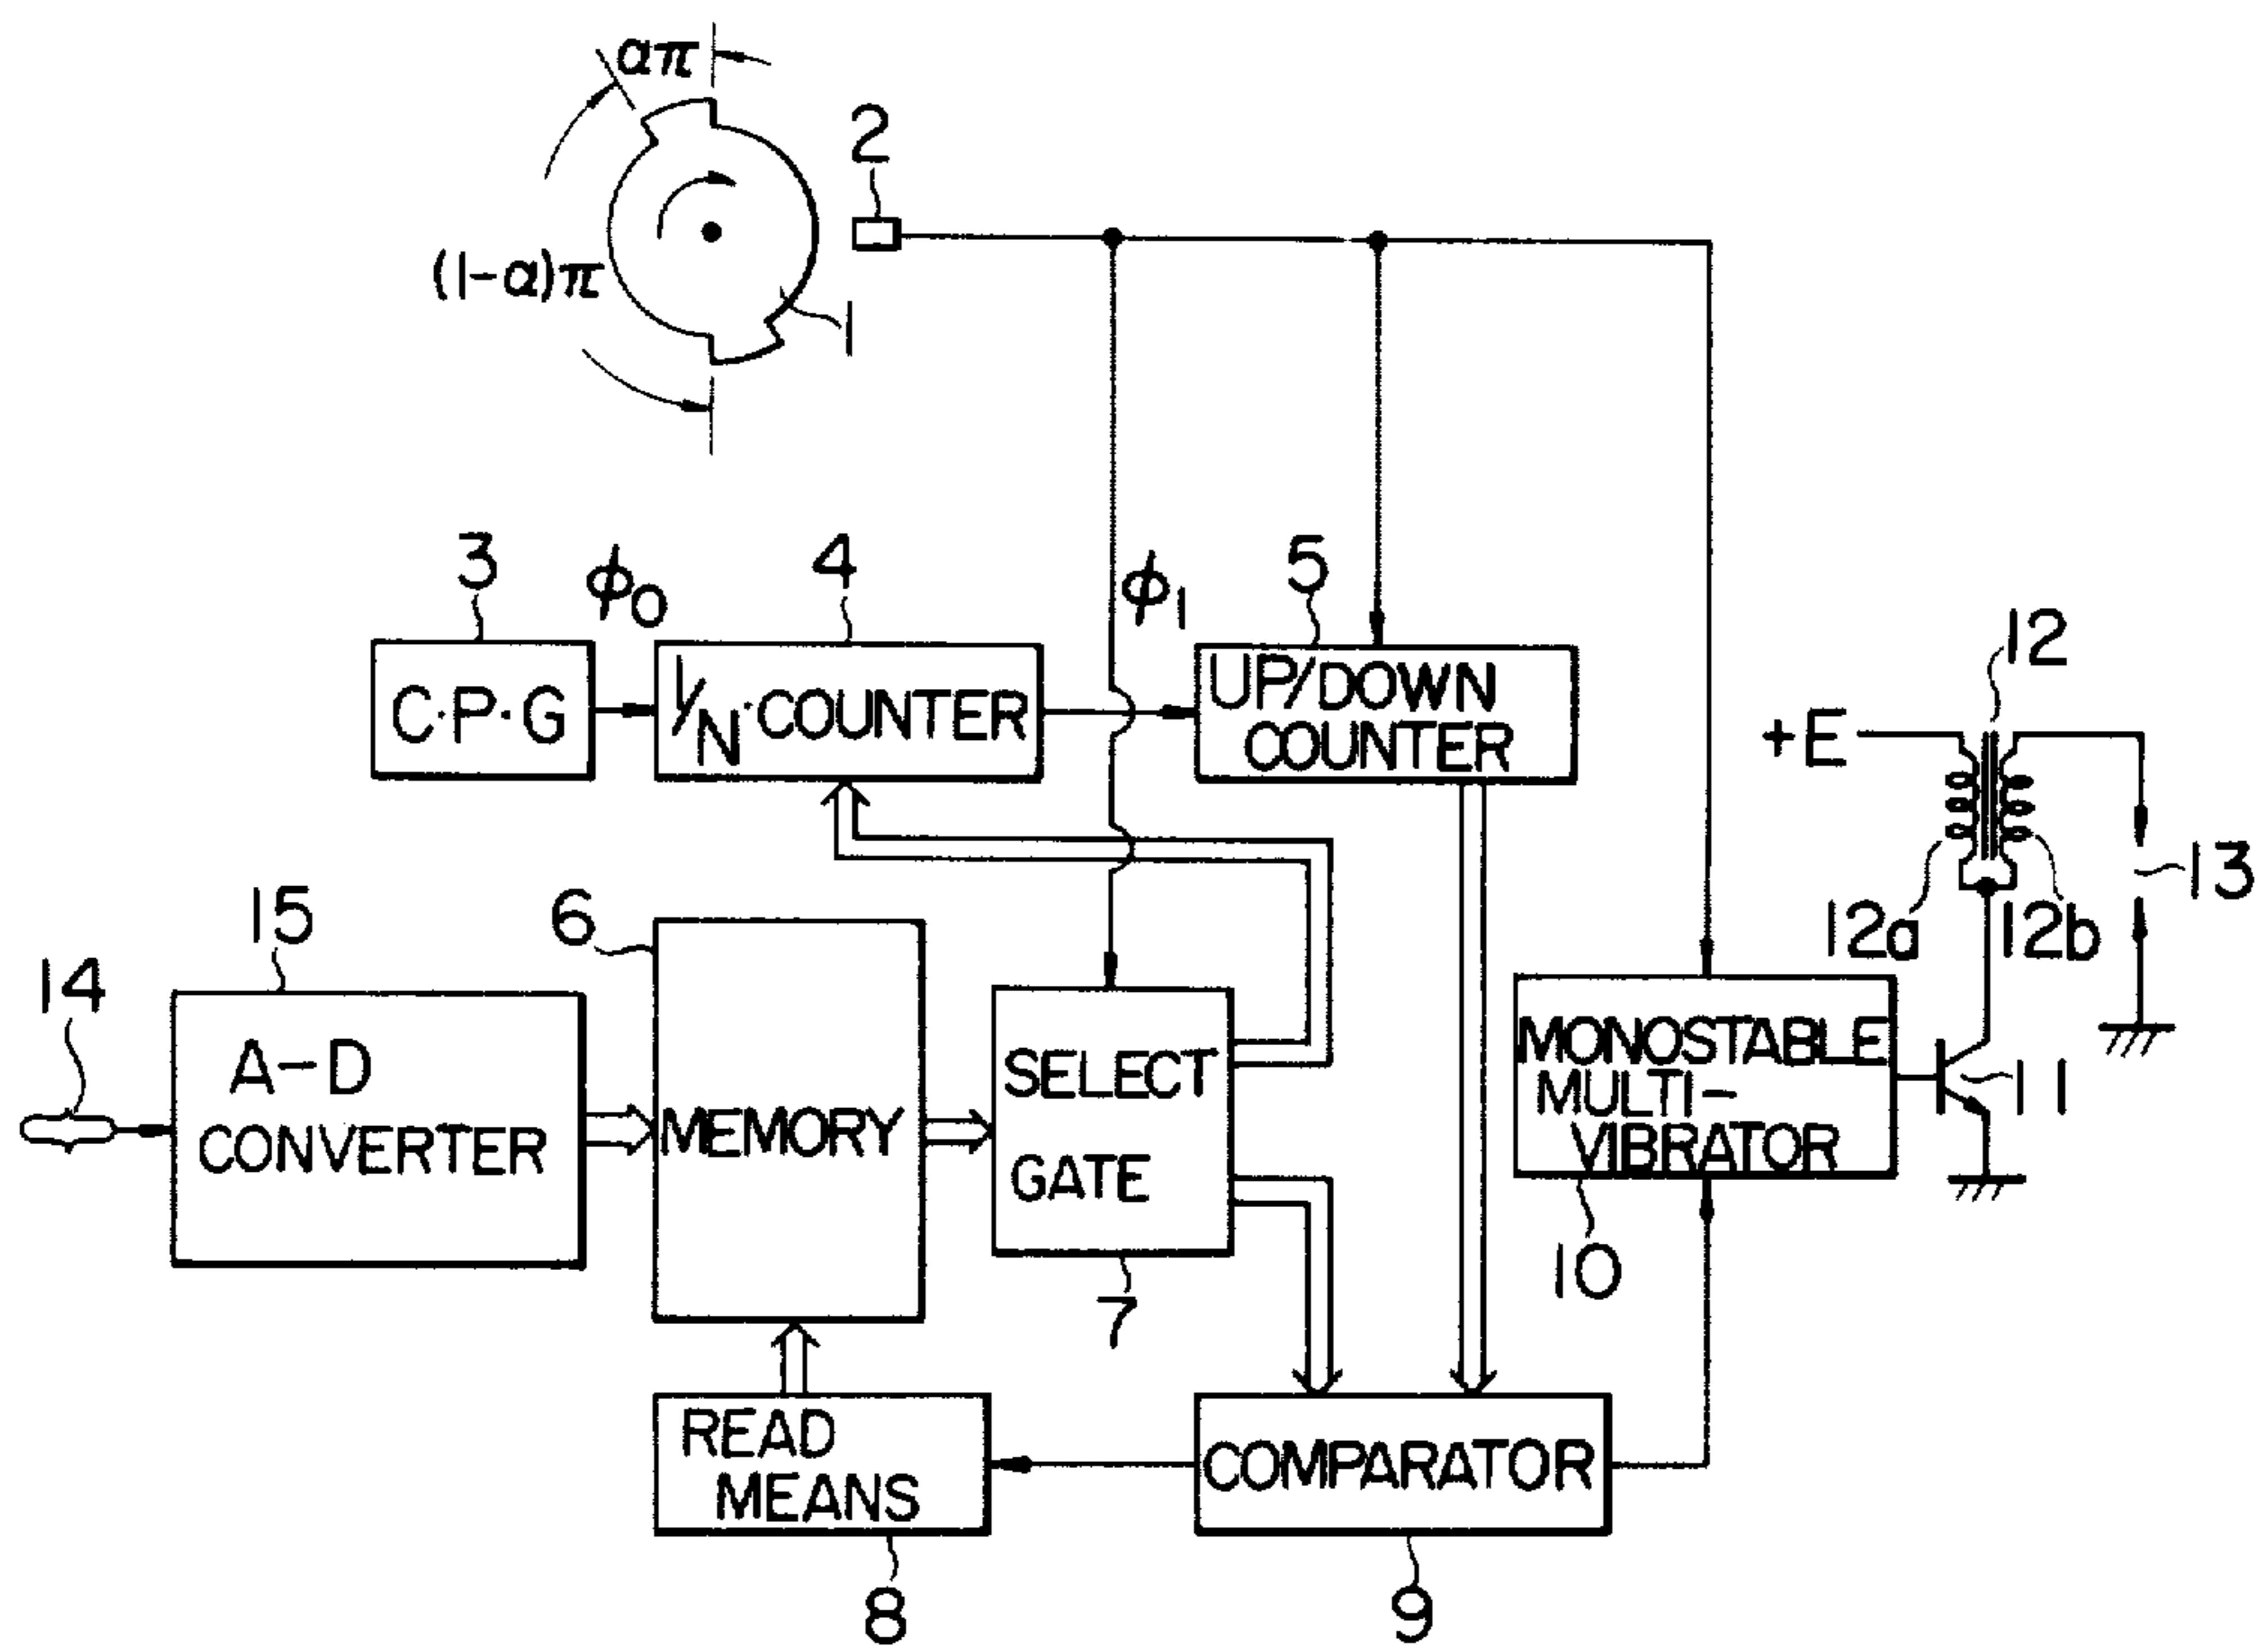 απ
2
(1-α)π
1
3
φ0
4
φ1
5
12
C·P·G
1/N·COUNTER
UP/DOWN
COUNTER
+E
13
12a
12b
15
6
14
A-D
CONVERTER
MEMORY
SELECT
GATE
MONOSTABLE
MULTI-
VIBRATOR
11
10
7
READ
MEANS
COMPARATOR
8
9